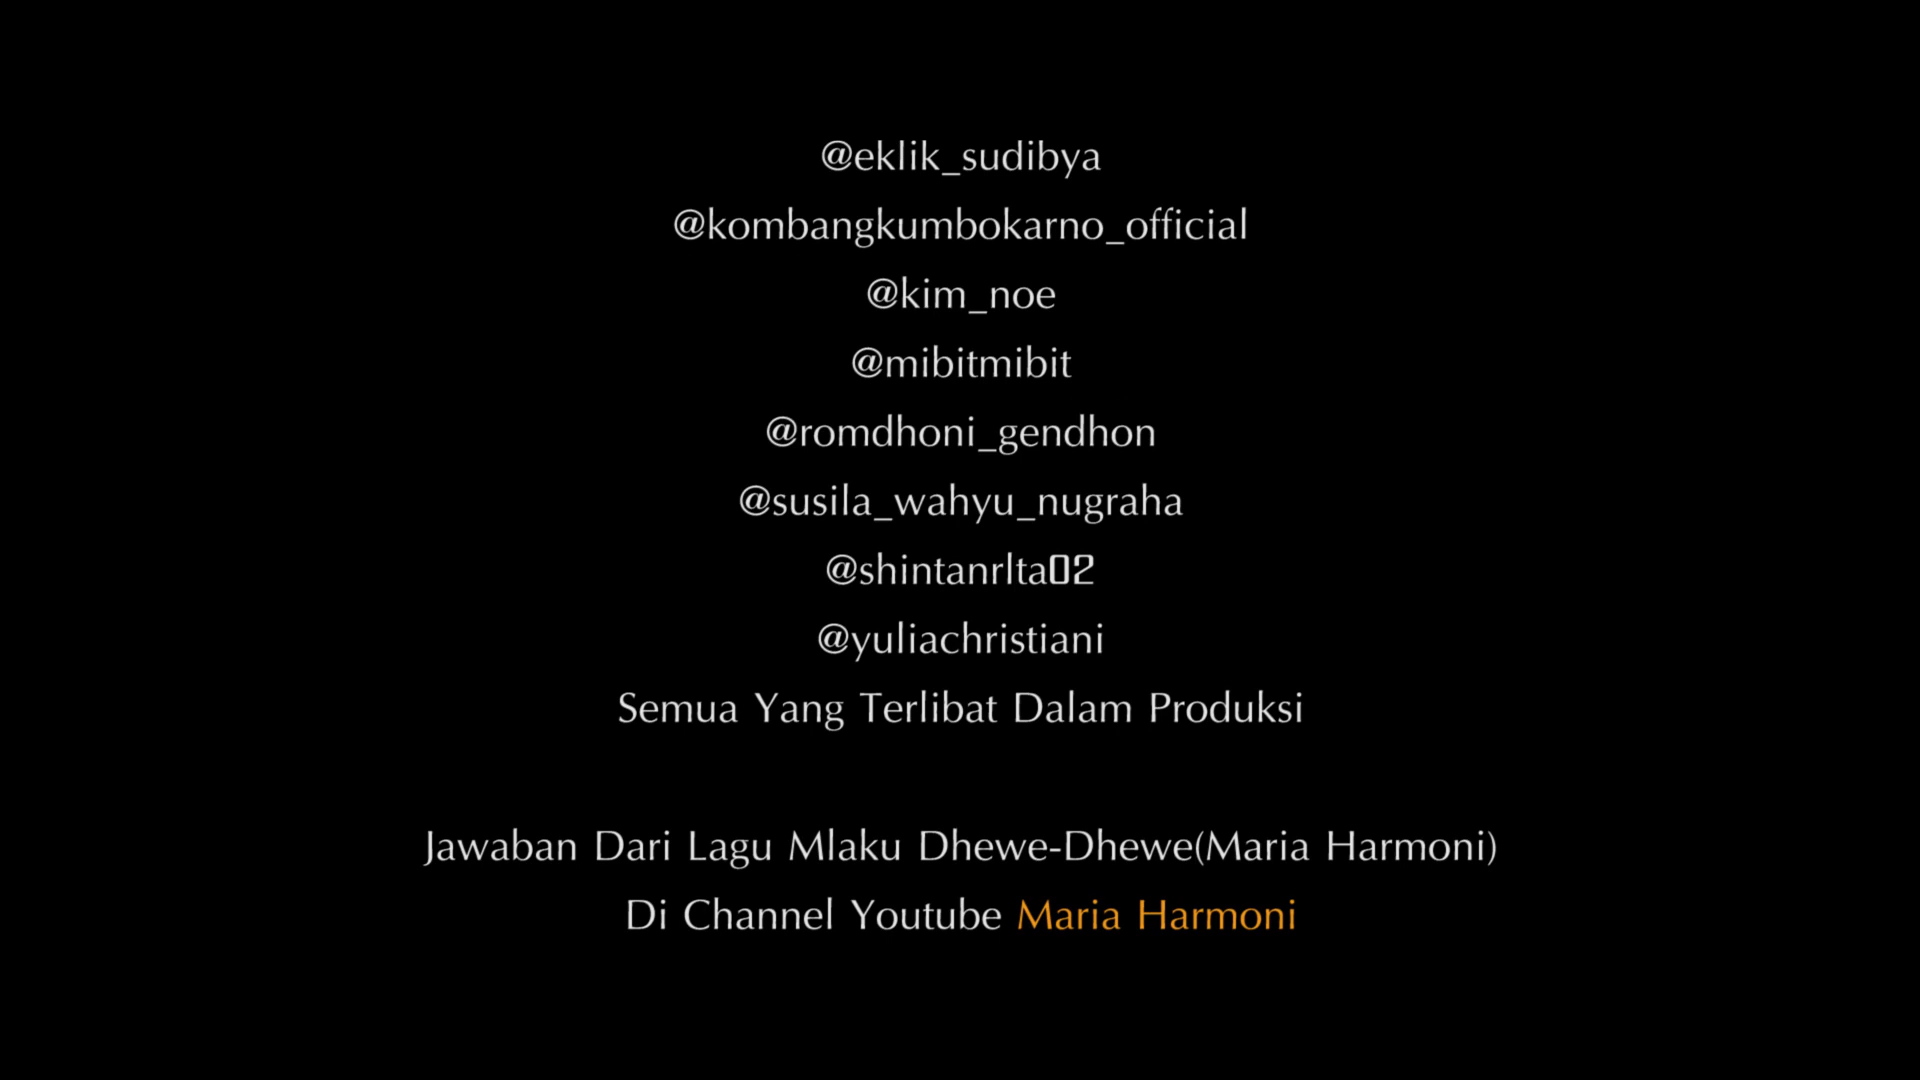 @eklik_sudibya
@kombangkumbokarno_official
@kim_noe
@mibitmibit
@romdhoni_gendhon
@susila_wahyu_nugraha
@shintanrlta02
@yuliachristiani
Semua Yang Terlibat Dalam Produksi
Jawaban Dari Lagu Mlaku Dhewe-Dhewe(Maria Harmoni)
Di Channel Youtube Maria Harmoni